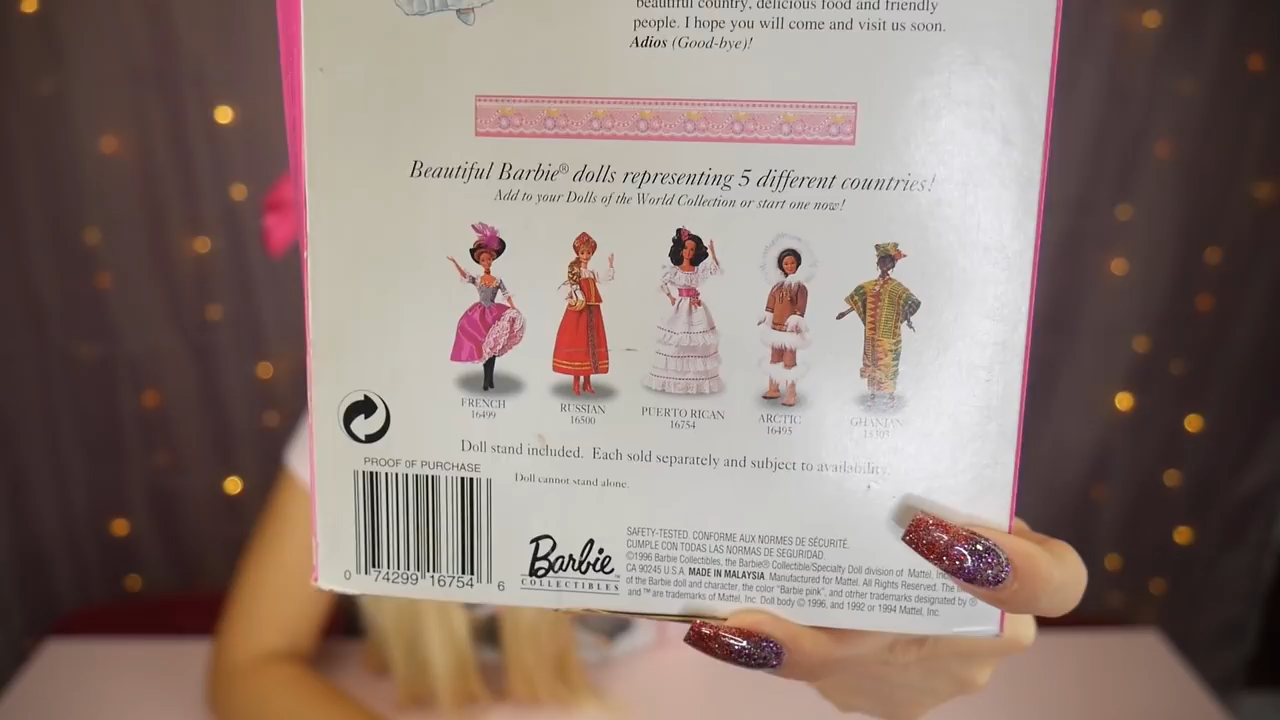 beautiful country, delicious food and friendly
people. I hope you will come and visit us soon.
Adios (Good-bye)!
Beautiful Barbie® dolls representing 5 different countries!
Add to your Dolls of the World Collection or start one now!
FRENCH
16499
RUSSIAN
16500
PUERTO RICAN
16754
ARCTIC
16495
GHANIAN
Doll stand included. Each sold separately and subject to availability.
Doll cannot stand alone.
PROOF OF PURCHASE
0 74299 16754 6
Barbie™
COLLECTIBLES
SAFETY-TESTED. CONFORME AUX NORMES DE SÉCURITÉ.
CUMPLE CON TODAS LAS NORMAS DE SEGURIDAD.
©1996 Barbie Collectibles, the Barbie® Collectible/Specialty Doll division of Mattel, Inc
CA 90245 U.S.A. MADE IN MALAYSIA. Manufactured for Mattel. All Rights Reserved. The
of the Barbie doll and character, the color "Barbie pink", and other trademarks designated by ®
and ™ are trademarks of Mattel, Inc. Doll body © 1996, and 1992 or 1994 Mattel, Inc.